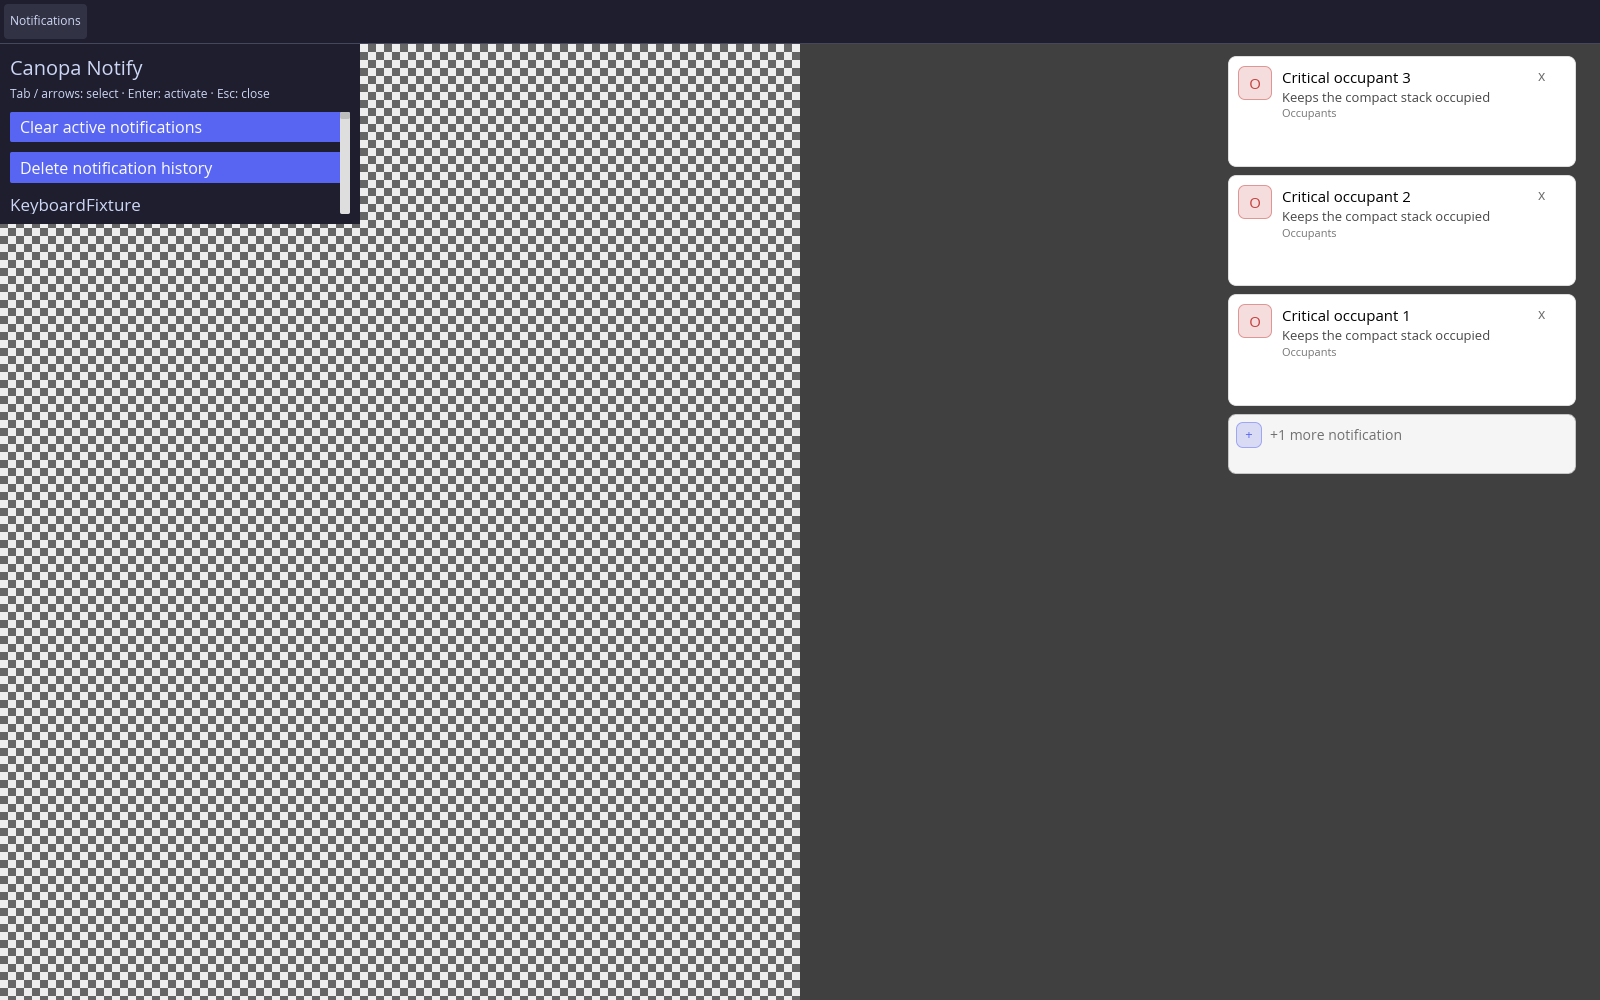 Notifications
Canopa Notify
Tab / arrows: select · Enter: activate · Esc: close
Clear active notifications
Delete notification history
KeyboardFixture
O
Critical occupant 3
x
Keeps the compact stack occupied
Occupants
O
Critical occupant 2
x
Keeps the compact stack occupied
Occupants
O
Critical occupant 1
x
Keeps the compact stack occupied
Occupants
+
+1 more notification